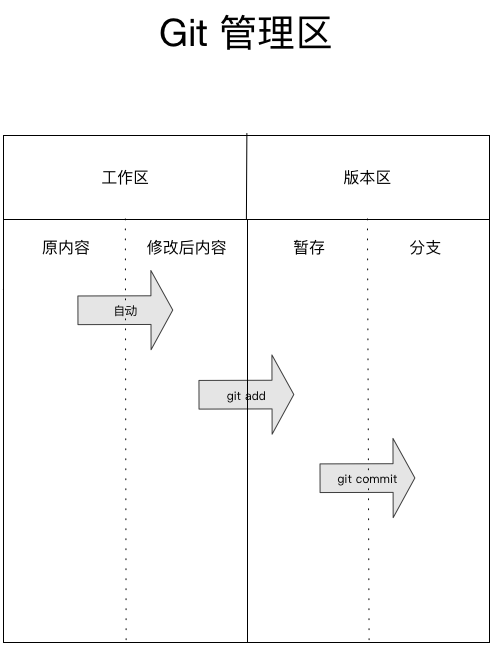 Git 管理区
工作区
版本区
原内容
修改后内容
暂存
分支
自动
git add
git commit